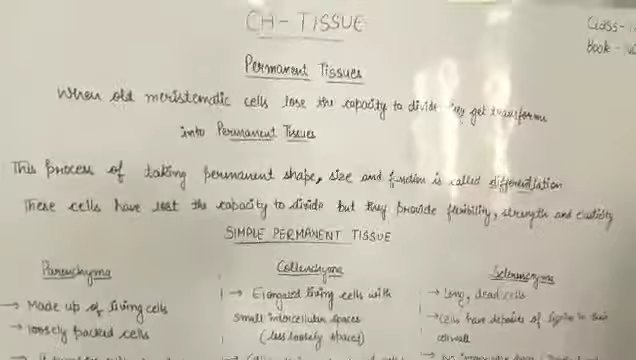 CH - TISSUE
Class -
Book -
Permanent Tissues
When old meristematic cells lose the capacity to divide they get transform
into Permanent Tissues
This process of taking permanent shape, size and function is called differentiation
These cells have lost the capacity to divide but they provide flexibility, strength and elasticity
SIMPLE PERMANENT TISSUE
Parenchyma
→ Made up of living cells
→ loosely packed cells
Collenchyma
→ Elongated living cells with
small intercellular spaces
(less loosely spaces)
Sclerenchyma
→ Long, dead cells
→ Cells have deposits of lignin in their
cell wall